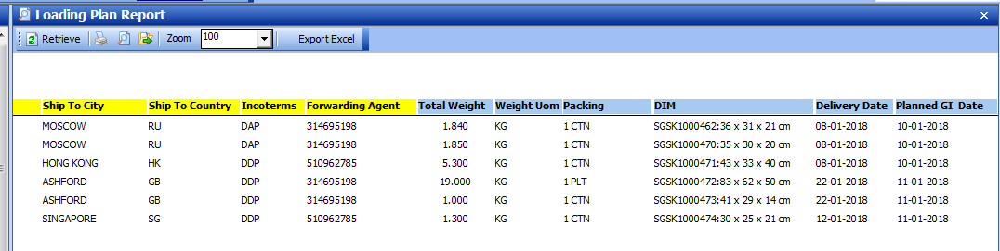 Loading Plan Report
Retrieve Zoom 100 Export Excel
Ship To City Ship To Country Incoterms Forwarding Agent Total Weight Weight Uom Packing DIM Delivery Date Planned GI Date
MOSCOW RU DAP 314695198 1.840 KG 1 CTN SGSK1000462:36 x 31 x 21 cm 08-01-2018 10-01-2018
MOSCOW RU DAP 314695198 1.850 KG 1 CTN SGSK1000470:35 x 30 x 20 cm 08-01-2018 10-01-2018
HONG KONG HK DDP 510962785 5.300 KG 1 CTN SGSK1000471:43 x 33 x 40 cm 08-01-2018 10-01-2018
ASHFORD GB DDP 314695198 19.000 KG 1 PLT SGSK1000472:83 x 62 x 50 cm 22-01-2018 11-01-2018
ASHFORD GB DDP 314695198 1.000 KG 1 CTN SGSK1000473:41 x 29 x 14 cm 22-01-2018 11-01-2018
SINGAPORE SG DDP 510962785 1.300 KG 1 CTN SGSK1000474:30 x 25 x 21 cm 12-01-2018 11-01-2018